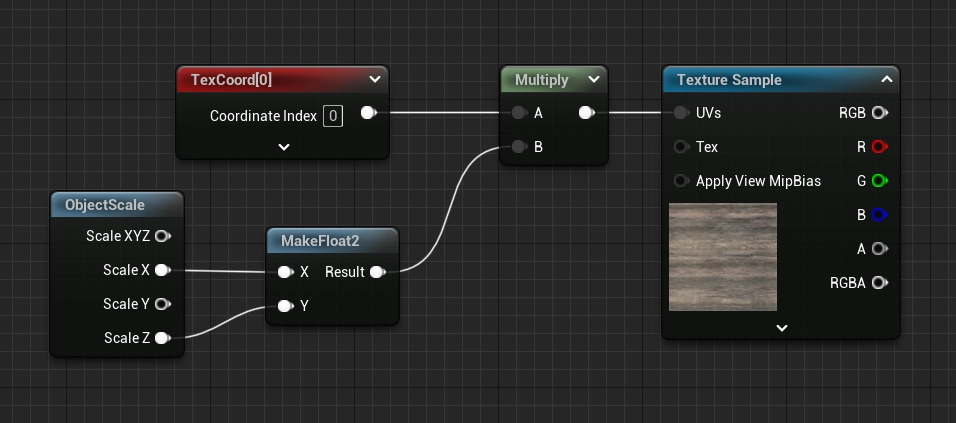 TexCoord[0]
Coordinate Index 0
Multiply
A
B
Texture Sample
UVs
RGB
Tex
R
Apply View MipBias
G
B
A
RGBA
ObjectScale
Scale XYZ
Scale X
Scale Y
Scale Z
MakeFloat2
X Result
Y